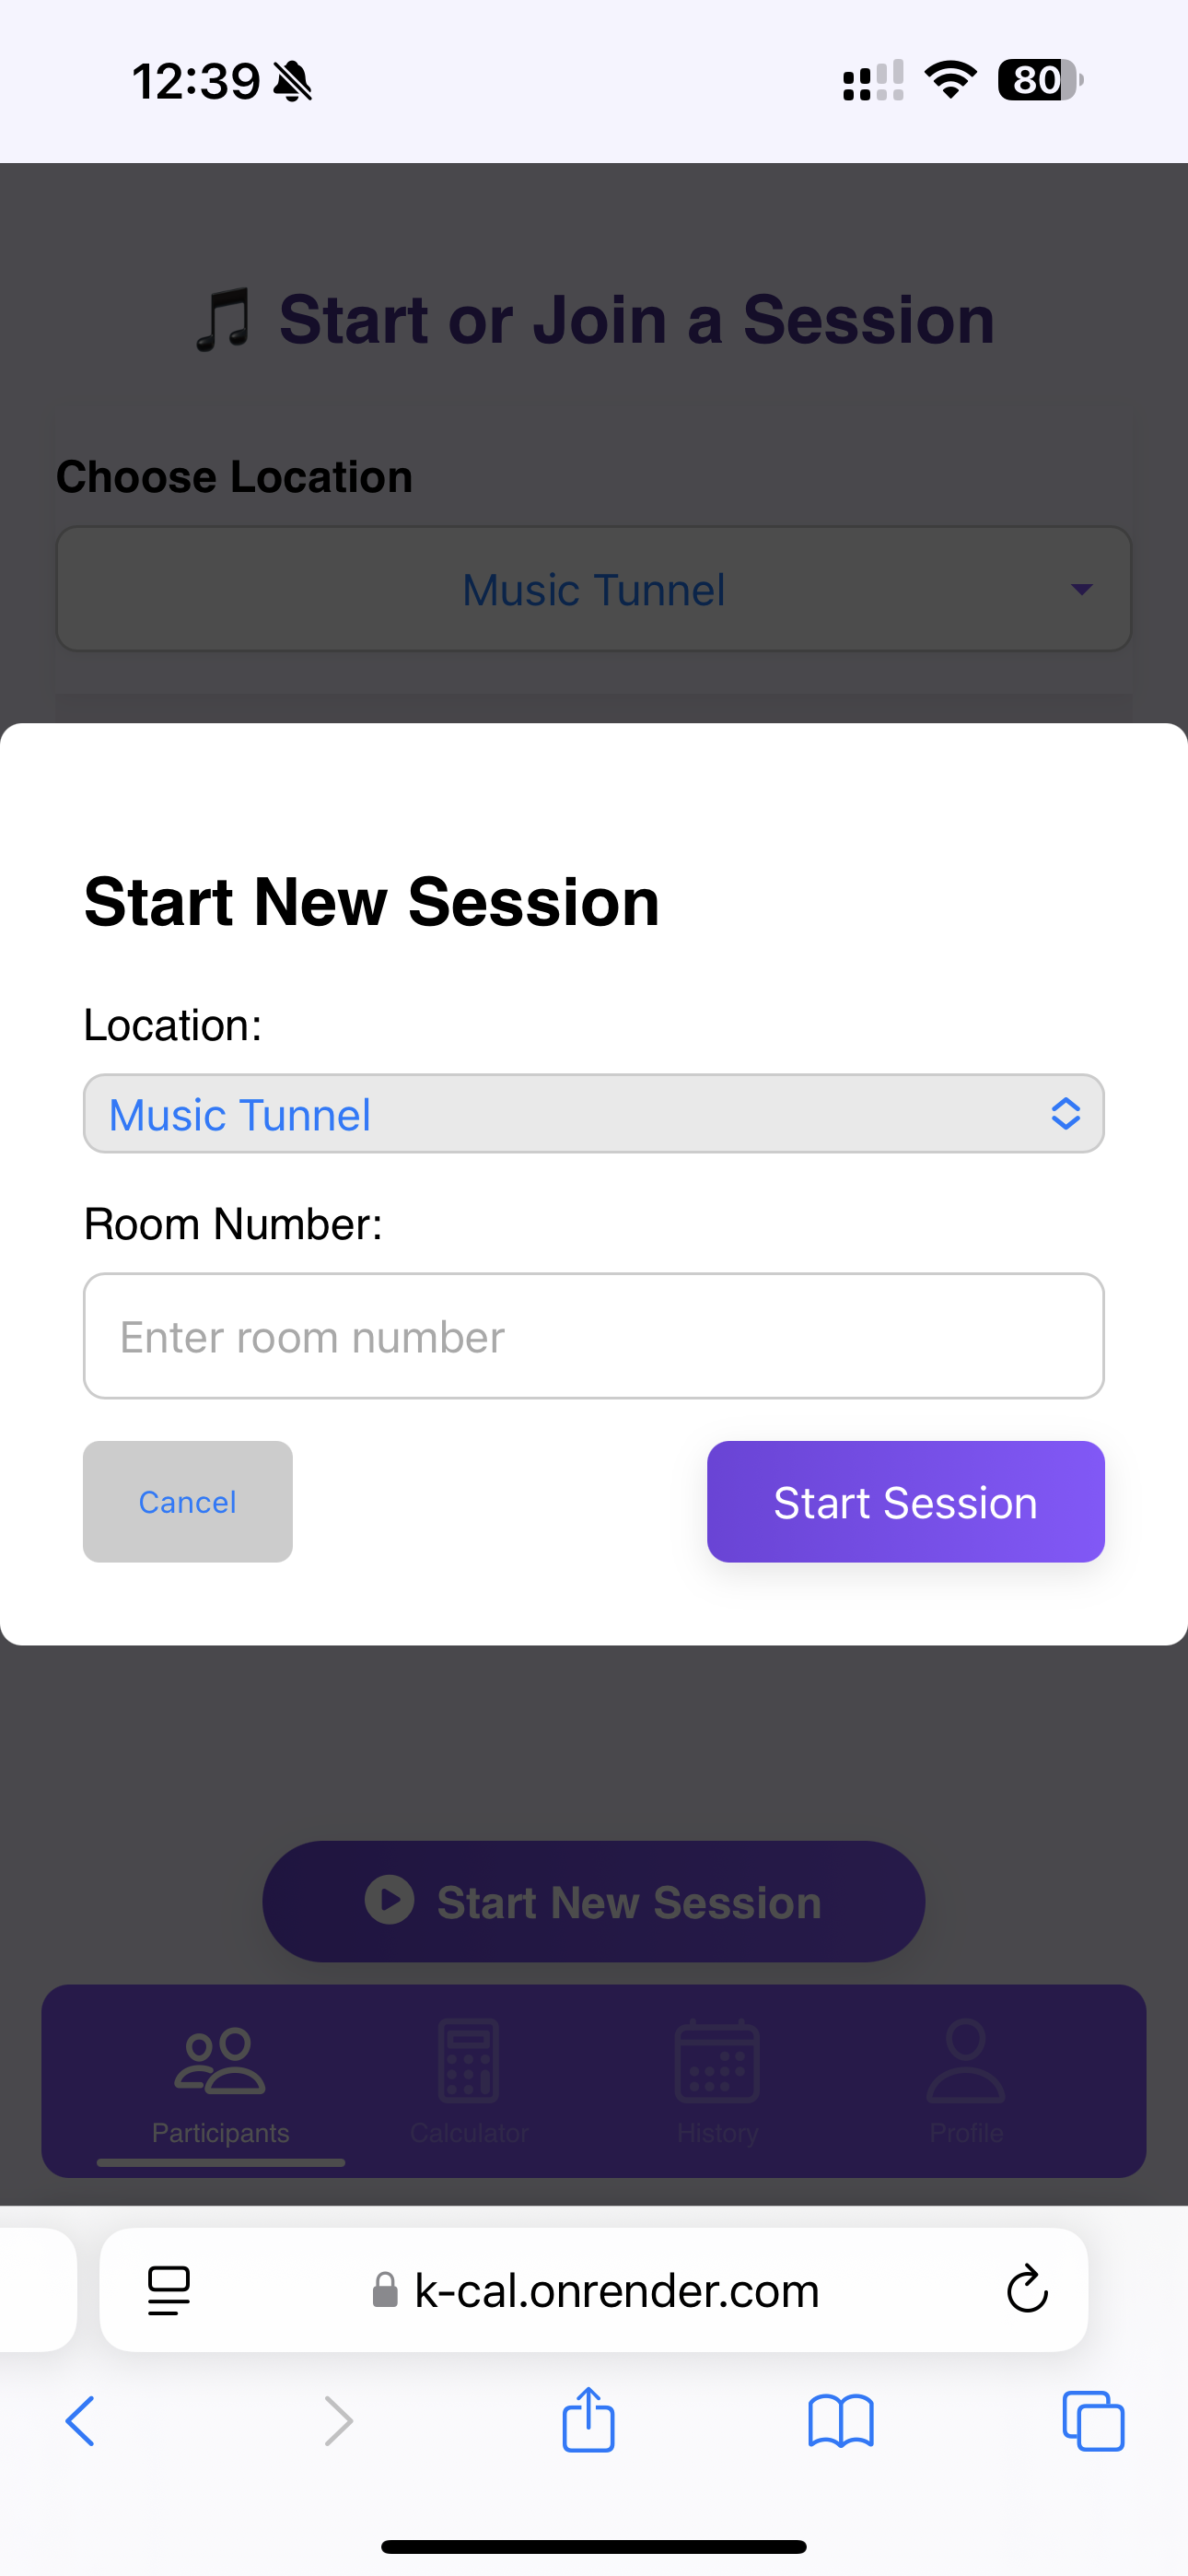 12:39
80
🎵 Start or Join a Session
Choose Location
Music Tunnel
Start New Session
Location:
Music Tunnel
Room Number:
Enter room number
Cancel
Start Session
Start New Session
Participants
Calculator
History
Profile
k-cal.onrender.com